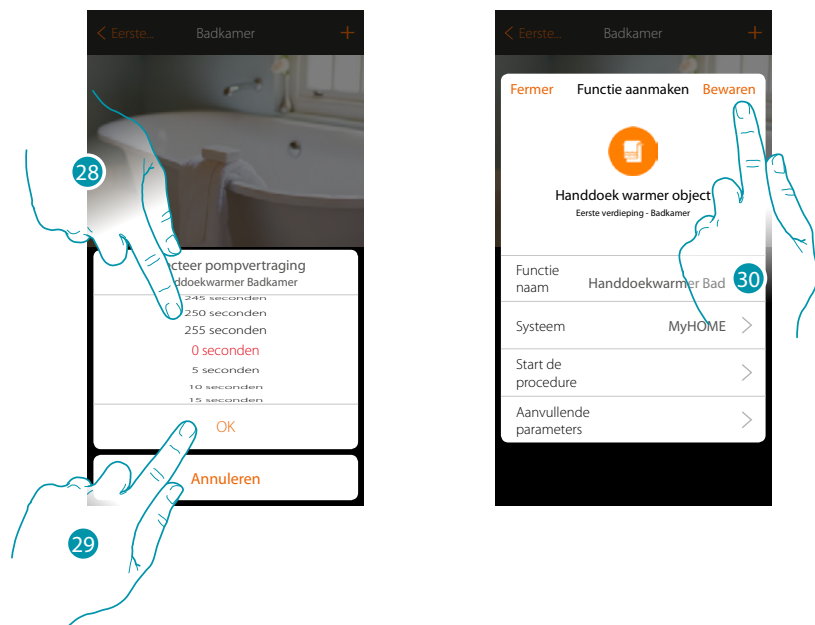 Eerste...
Badkamer
+
28
cteer pompvertraging
ddoekwarmer Badkamer
245 seconden
250 seconden
255 seconden
0 seconden
5 seconden
10 seconden
15 seconden
OK
Annuleren
29
Eerste...
Badkamer
+
Fermer
Functie aanmaken
Bewaren
Handdoek warmer object
Eerste verdieping - Badkamer
Functie
naam
Handdoekwarmer Bad
30
Systeem
MyHOME
Start de
procedure
Aanvullende
parameters